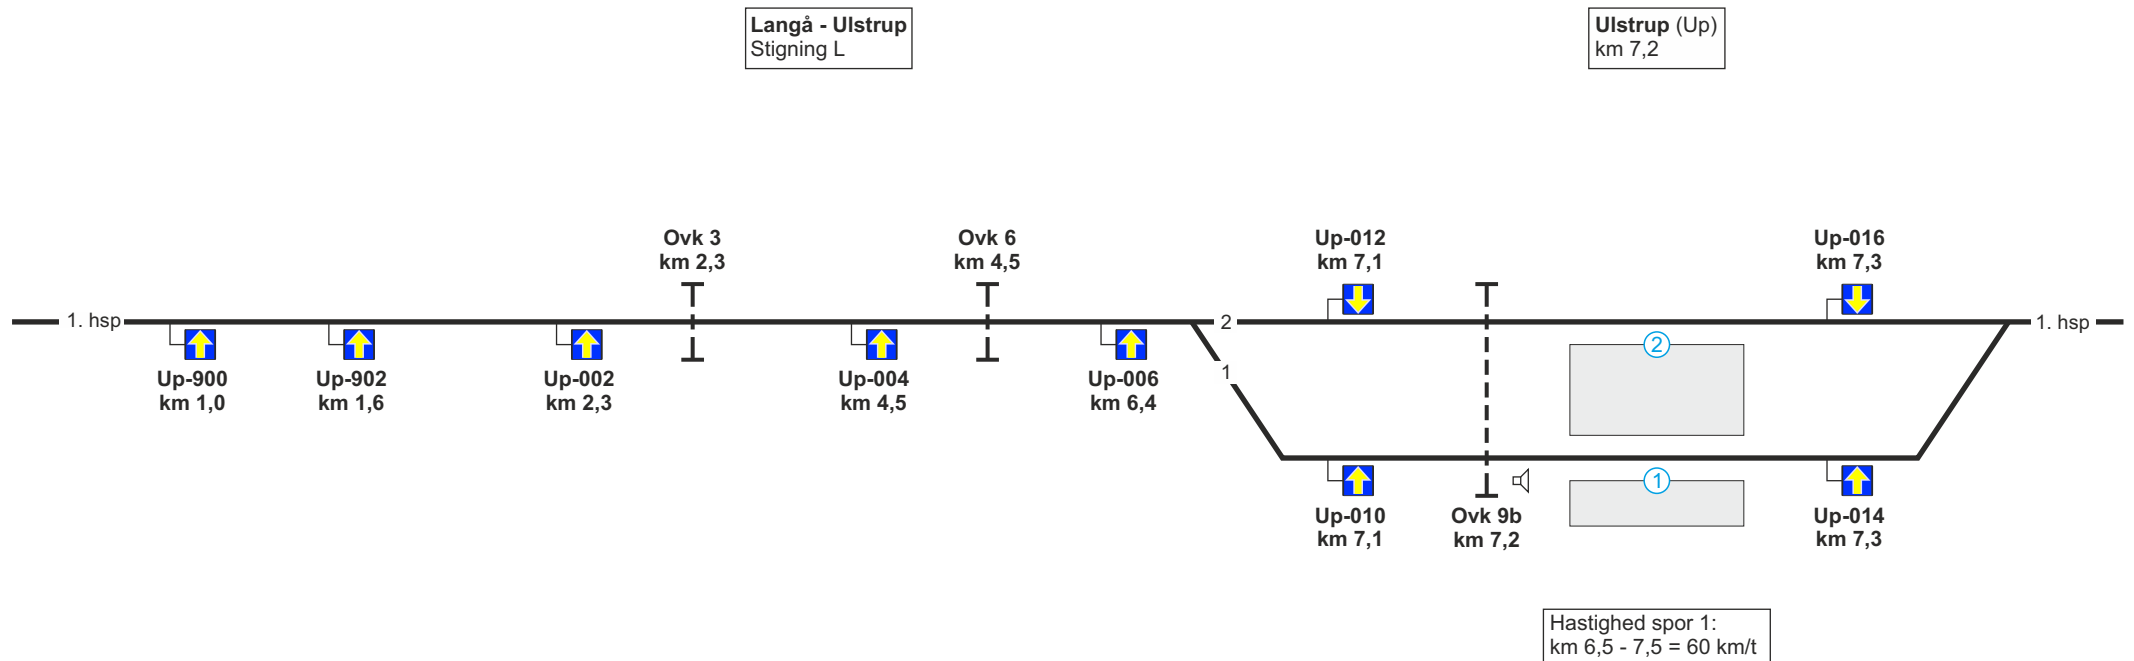 Langå - Ulstrup
Stigning L
Ulstrup (Up)
km 7,2
Ovk 3
km 2,3
Ovk 6
km 4,5
Up-012
km 7,1
Up-016
km 7,3
1. hsp
2
1. hsp
Up-900
km 1,0
Up-902
km 1,6
Up-002
km 2,3
Up-004
km 4,5
Up-006
km 6,4
1
2
1
Up-010
km 7,1
Ovk 9b
km 7,2
Up-014
km 7,3
Hastighed spor 1:
km 6,5 - 7,5 = 60 km/t